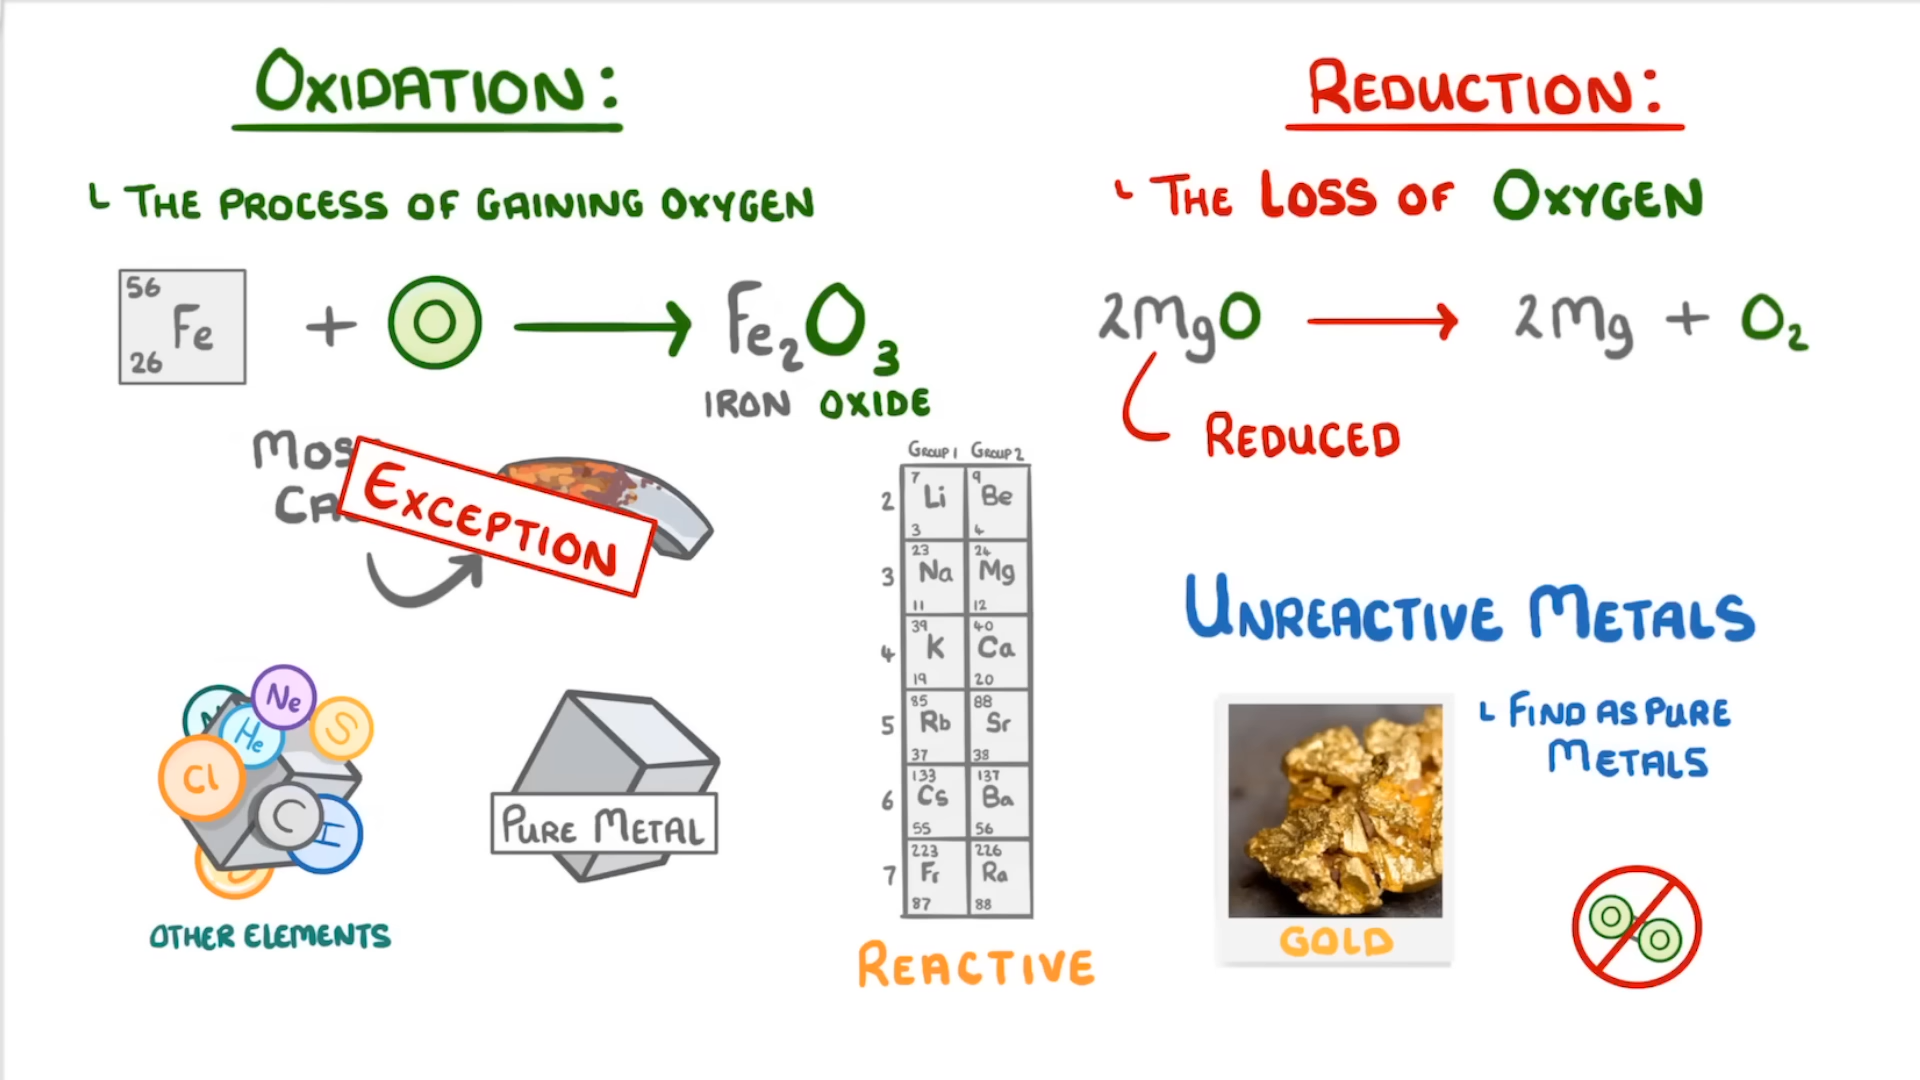 OXIDATION:
└ THE PROCESS OF GAINING OXYGEN
56
Fe
26
+ O → Fe₂O₃
IRON OXIDE
EXCEPTION
Ne
He
S
Cl
C
H
OTHER ELEMENTS
PURE METAL
GROUP 1 GROUP 2
2
7 Li 3
9 Be 4
3
23 Na 11
24 Mg 12
4
39 K 19
40 Ca 20
5
85 Rb 37
88 Sr 38
6
133 Cs 55
137 Ba 56
7
223 Fr 87
226 Ra 88
REACTIVE
REDUCTION:
└ THE LOSS OF OXYGEN
2MgO → 2Mg + O₂
REDUCED
UNREACTIVE METALS
└ FIND AS PURE
METALS
GOLD